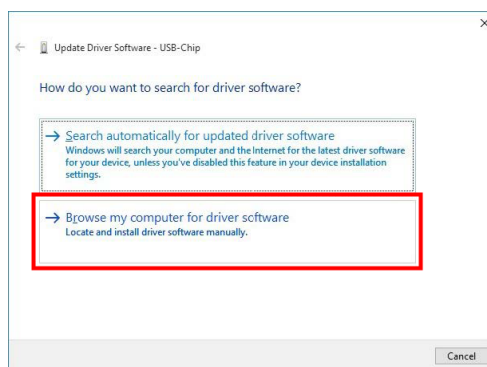 Update Driver Software - USB-Chip
How do you want to search for driver software?
Search automatically for updated driver software
Windows will search your computer and the Internet for the latest driver software
for your device, unless you've disabled this feature in your device installation
settings.
Browse my computer for driver software
Locate and install driver software manually.
Cancel